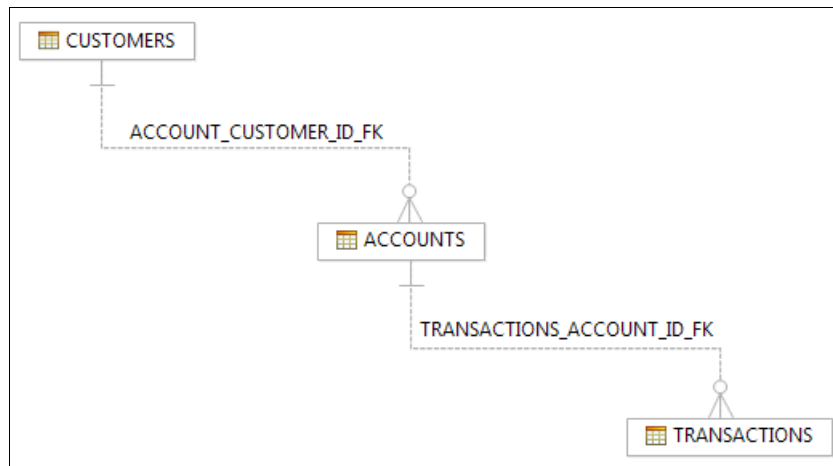 CUSTOMERS
ACCOUNT_CUSTOMER_ID_FK
ACCOUNTS
TRANSACTIONS_ACCOUNT_ID_FK
TRANSACTIONS